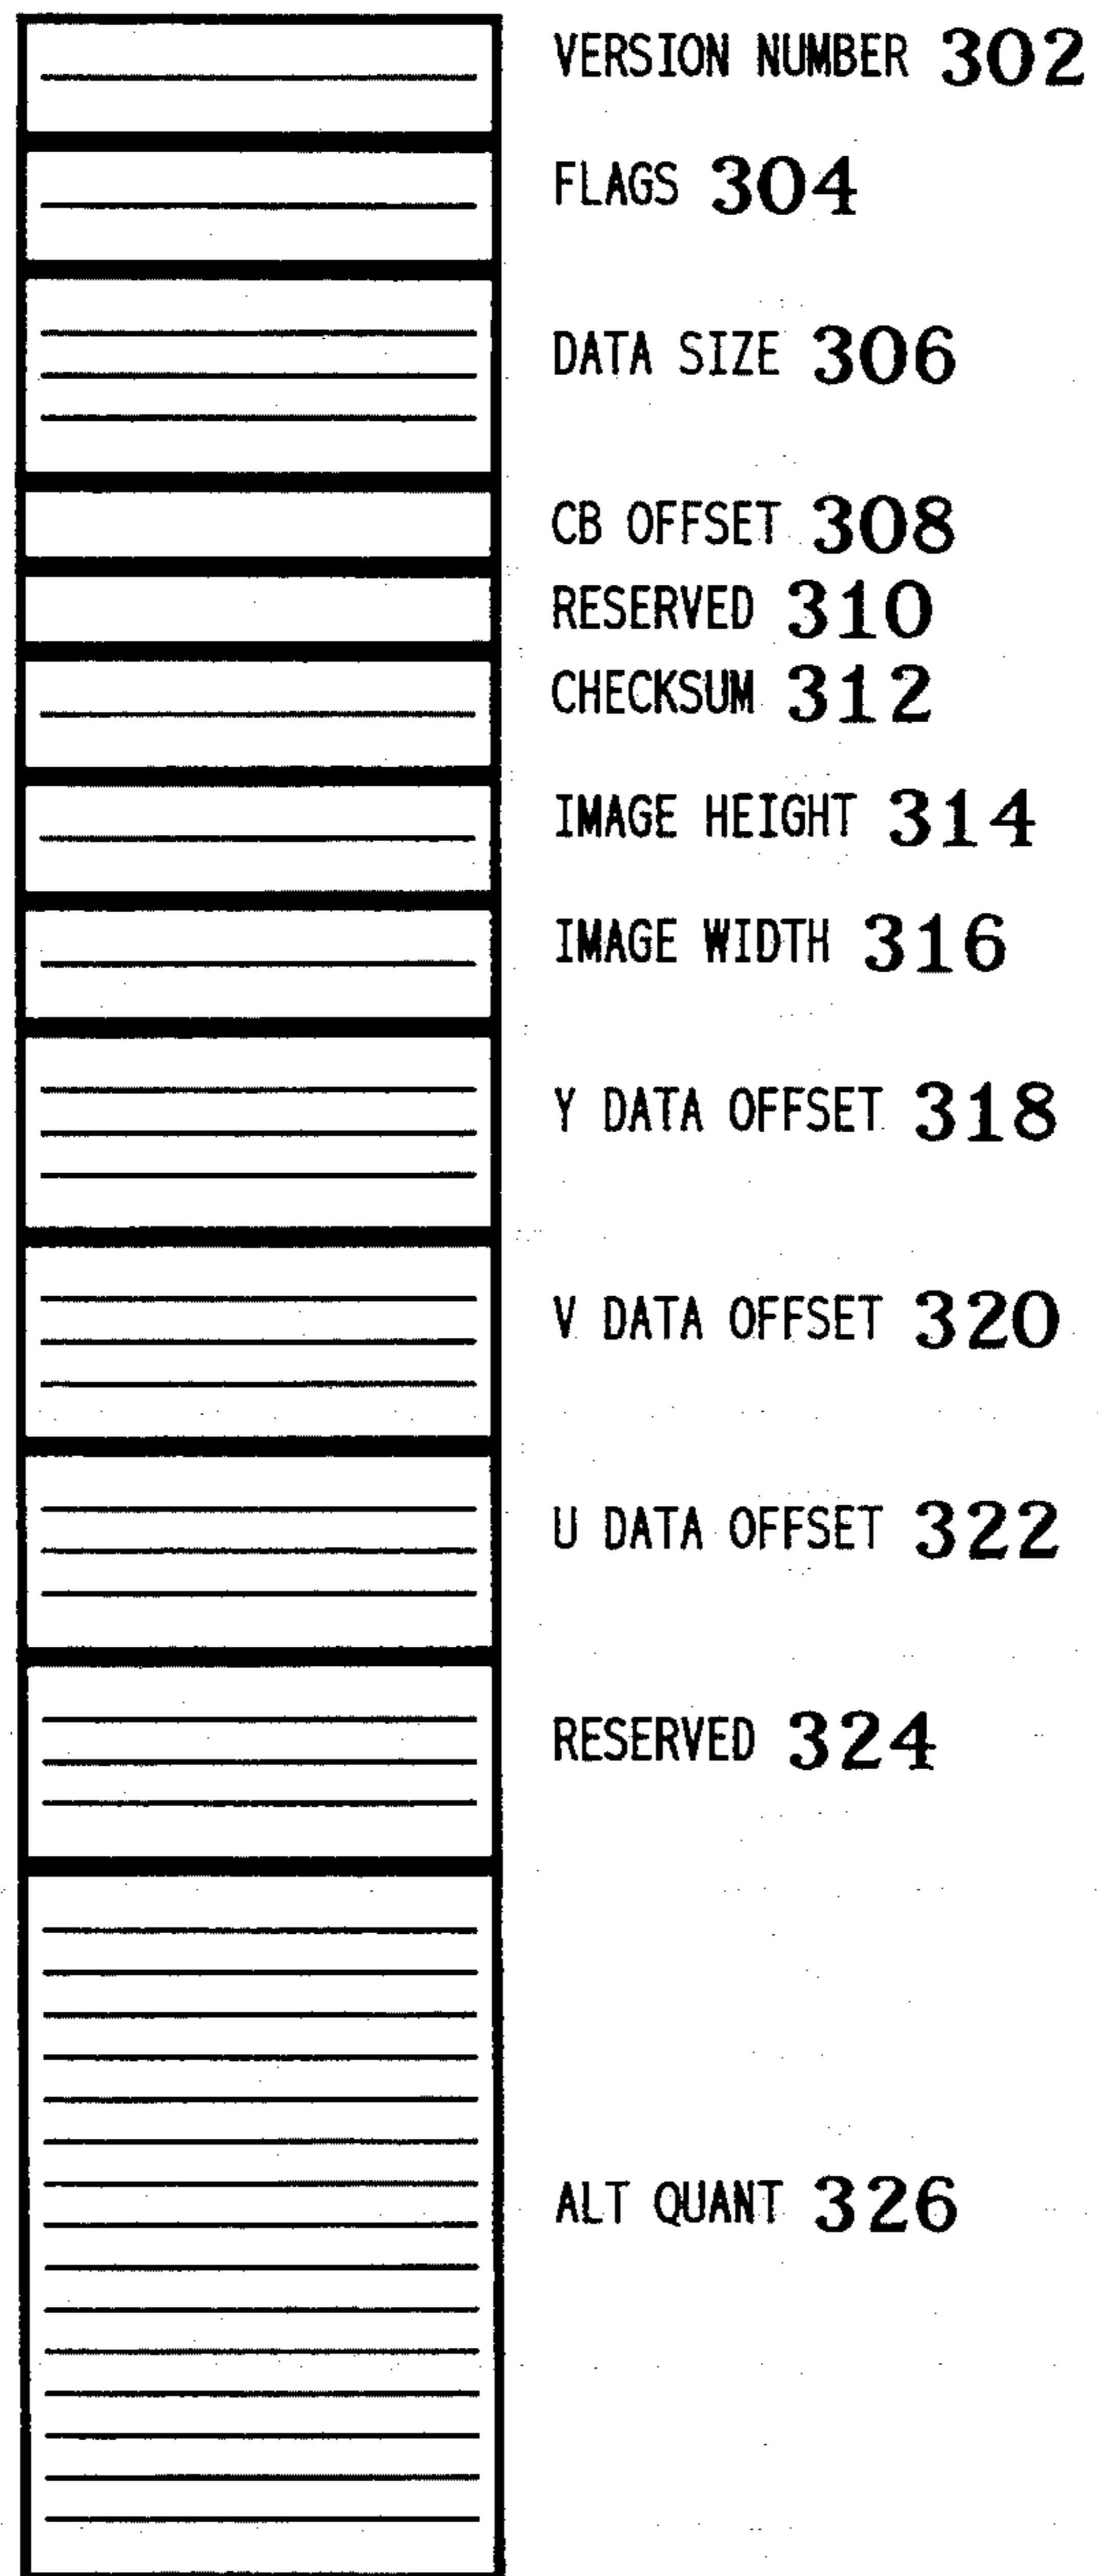 VERSION NUMBER 302
FLAGS 304
DATA SIZE 306
CB OFFSET 308
RESERVED 310
CHECKSUM 312
IMAGE HEIGHT 314
IMAGE WIDTH 316
Y DATA OFFSET 318
V DATA OFFSET 320
U DATA OFFSET 322
RESERVED 324
ALT QUANT 326